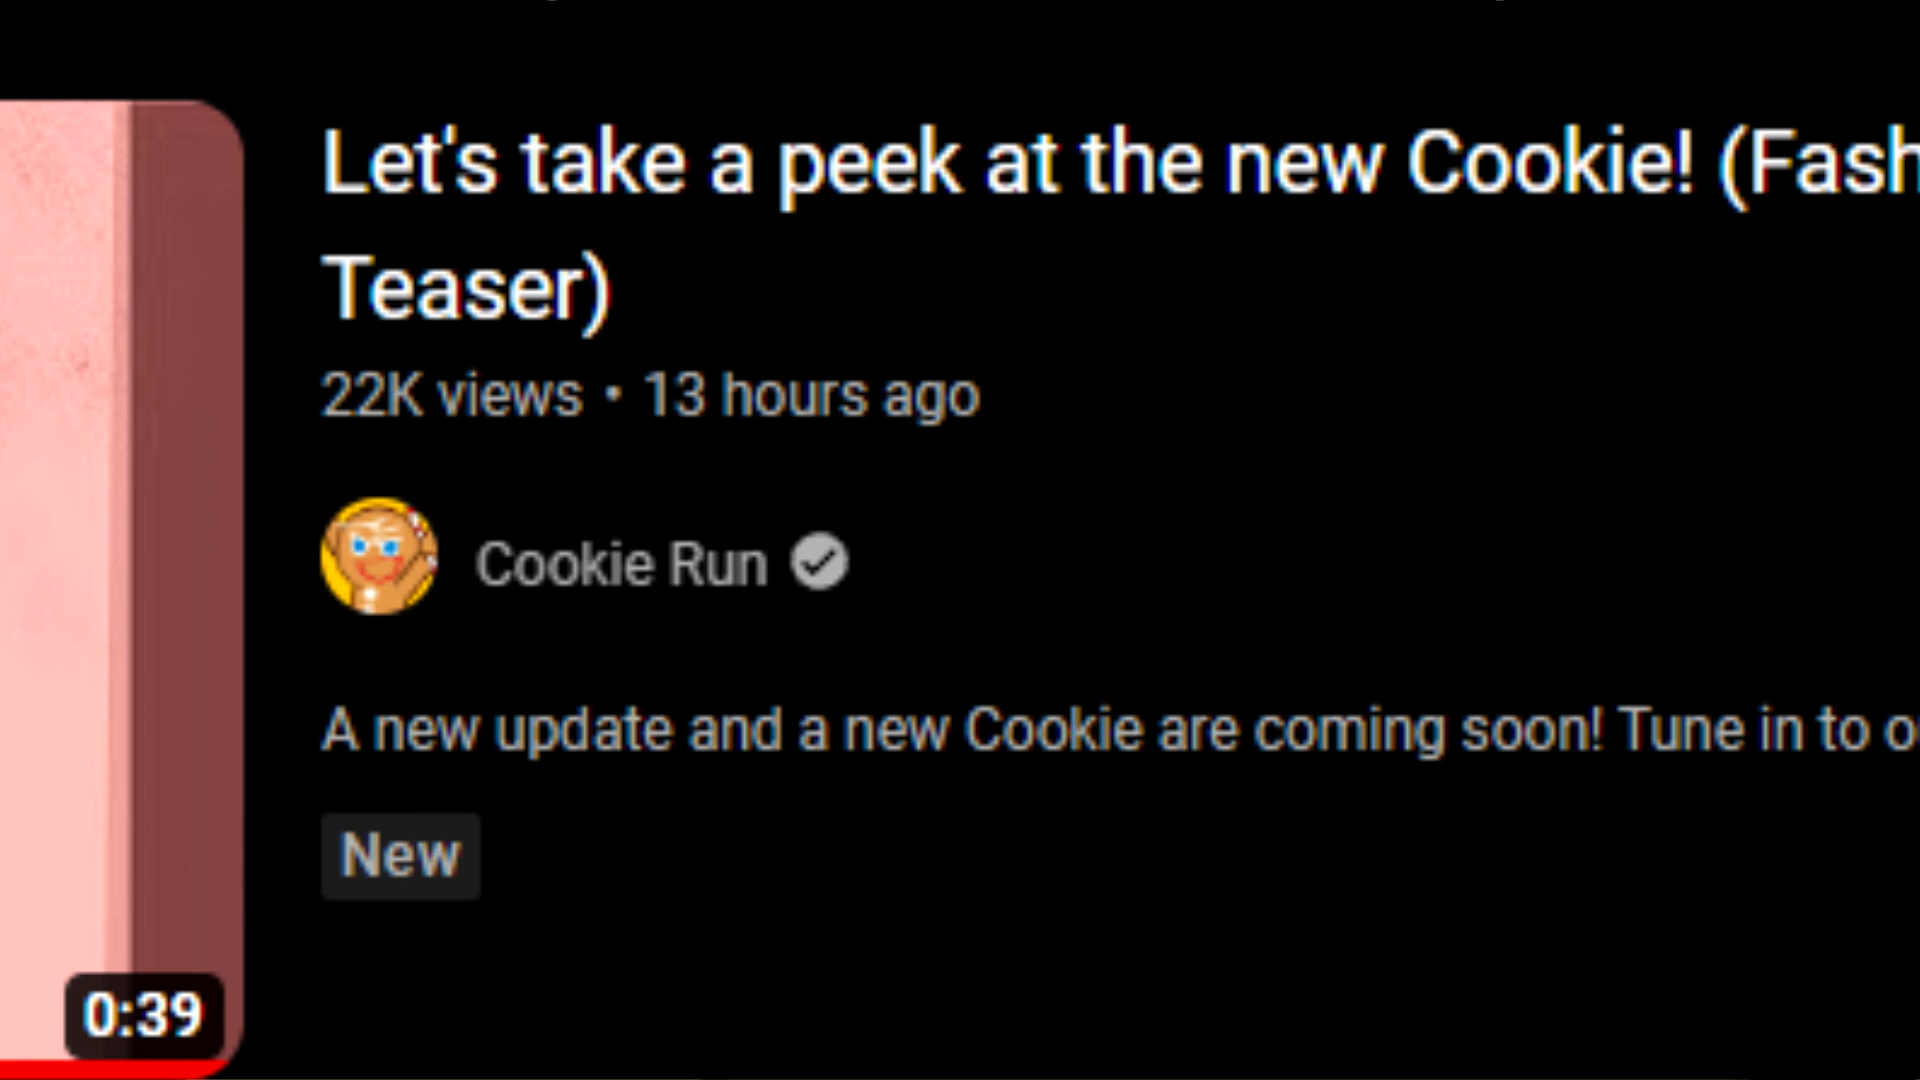 Let's take a peek at the new Cookie! (Fash
Teaser)
22K views • 13 hours ago
Cookie Run
A new update and a new Cookie are coming soon! Tune in to o
New
0:39